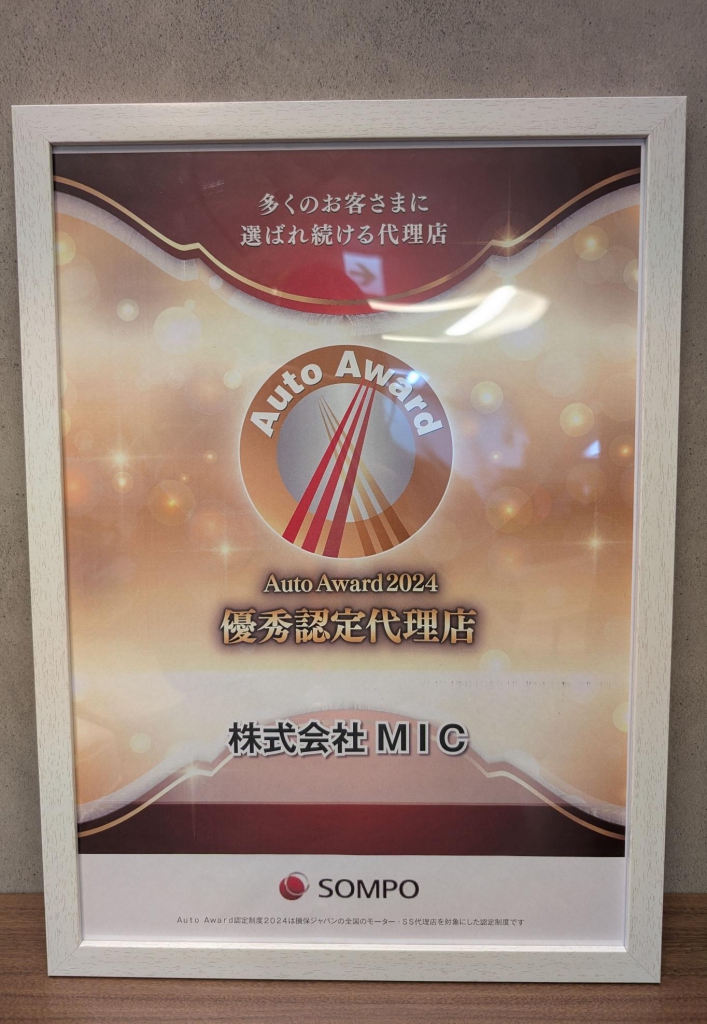 多くのお客さまに
選ばれ続ける代理店
Auto Award
Auto Award 2024
優秀認定代理店
株式会社 MIC
SOMPO
Auto Award認定制度2024は損保ジャパンの全国のモーター・SS代理店を対象にした認定制度です